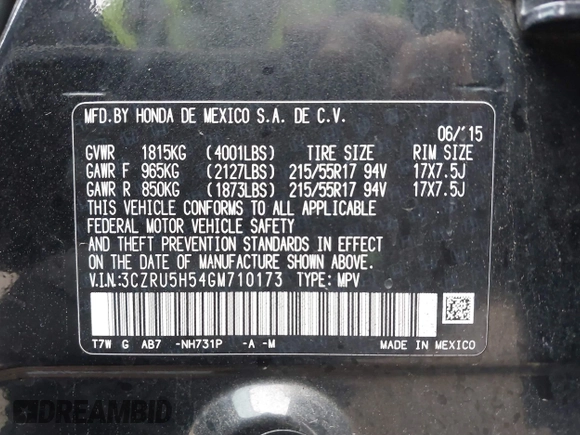 MFD.BY HONDA DE MEXICO S.A. DE C.V.
06/'15
GVWR 1815KG (4001LBS) TIRE SIZE RIM SIZE
GAWR F 965KG (2127LBS) 215/55R17 94V 17X7.5J
GAWR R 850KG (1873LBS) 215/55R17 94V 17X7.5J
THIS VEHICLE CONFORMS TO ALL APPLICABLE
FEDERAL MOTOR VEHICLE SAFETY
AND THEFT PREVENTION STANDARDS IN EFFECT
ON THE DATE OF MANUFACTURE SHOWN ABOVE.
V.I.N.:3CZRU5H54GM710173 TYPE: MPV
T7W G AB7 -NH731P -A -M MADE IN MEXICO
DREAMBID